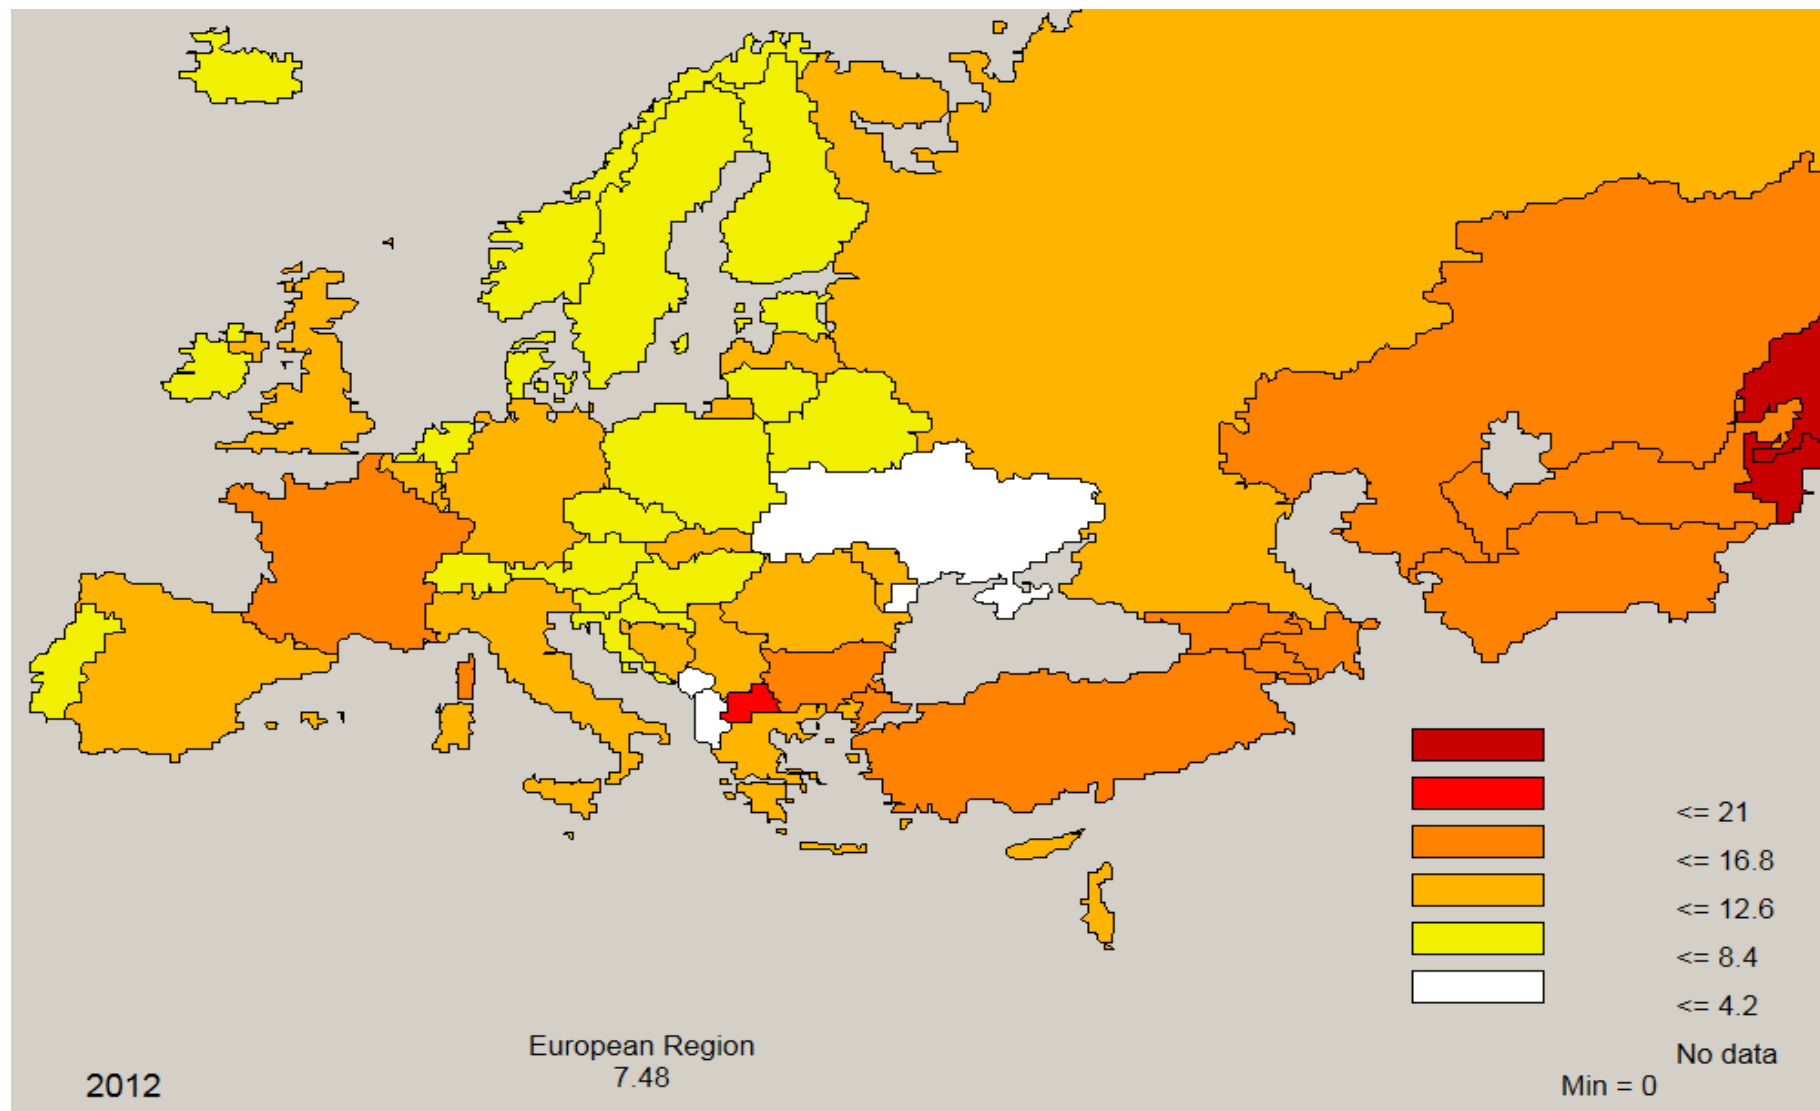 <= 21
<= 16.8
<= 12.6
<= 8.4
<= 4.2
No data
European Region
7.48
2012
Min = 0